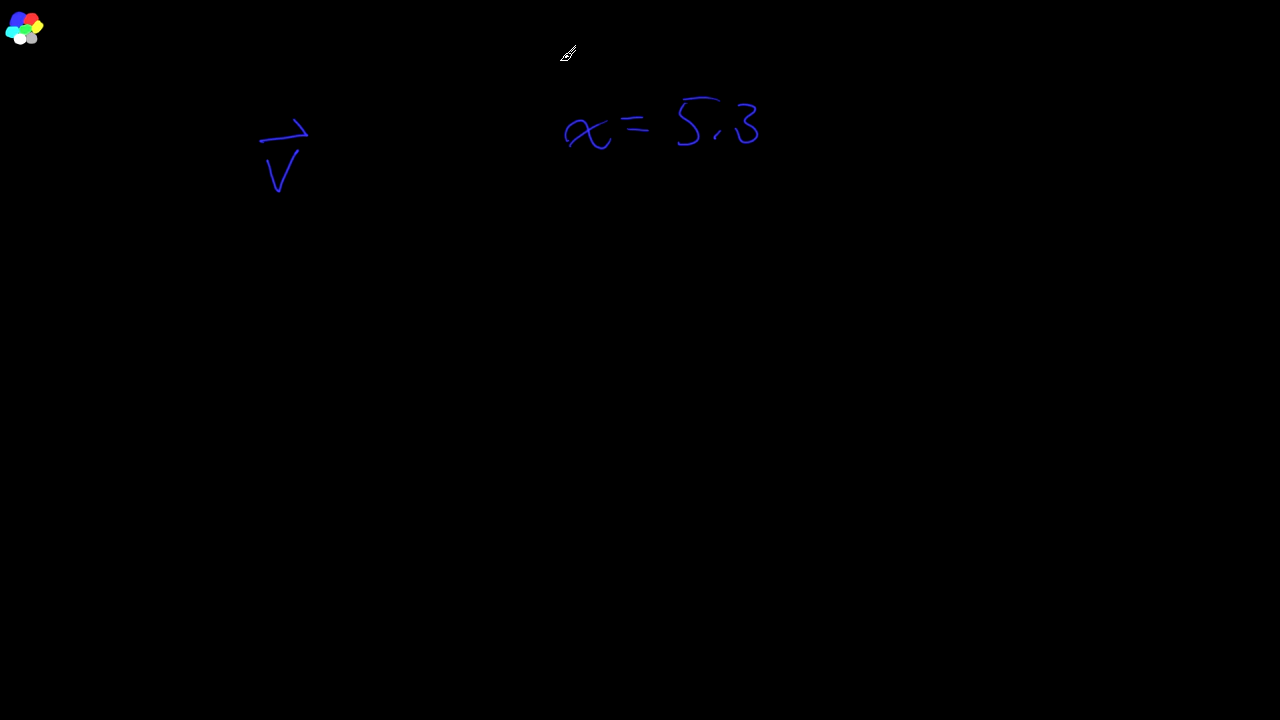 v⃗
x = 5.3